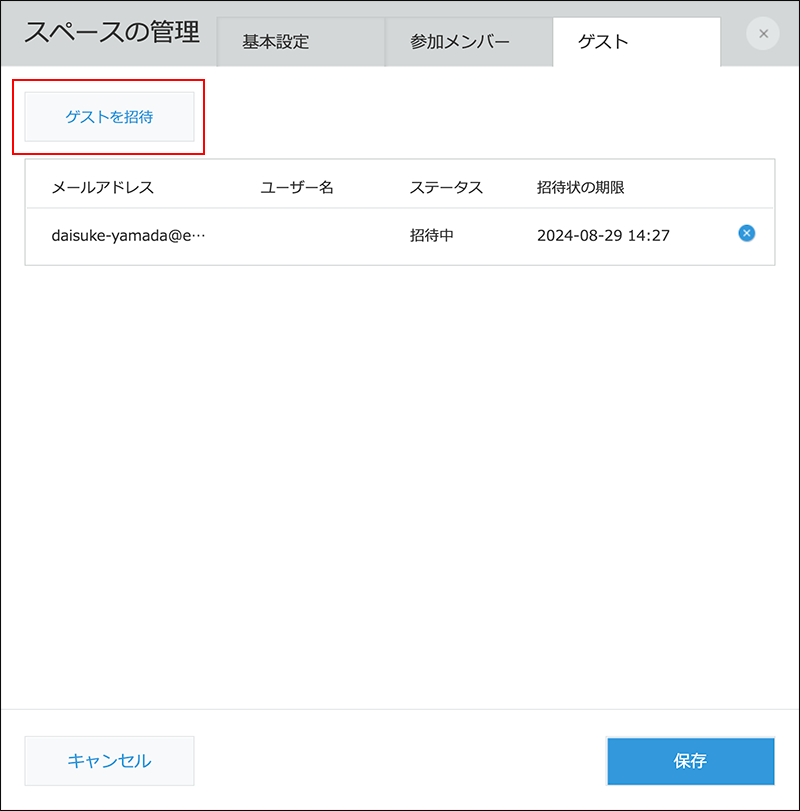 スペースの管理 基本設定 参加メンバー ゲスト
ゲストを招待
メールアドレス ユーザー名 ステータス 招待状の期限
daisuke-yamada@e… 招待中 2024-08-29 14:27
キャンセル 保存